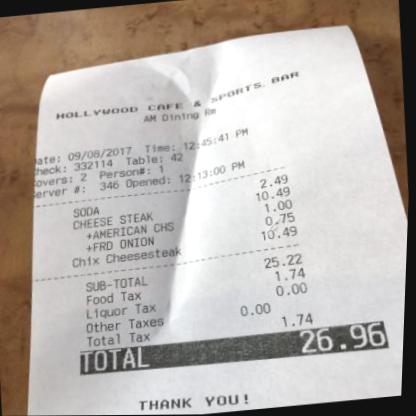 HOLLYWOOD CAFE & SPORTS BAR
AM Dining Rm
Date: 09/08/2017 Time: 12:45:41 PM
Check: 332114 Table: 42
Covers: 2 Person#: 1
Server #: 346 Opened: 12:13:00 PM
SODA 2.49
CHEESE STEAK 10.49
+AMERICAN CHS 1.00
+FRD ONION 0.75
Chix Cheesesteak 10.49
SUB-TOTAL 25.22
Food Tax 1.74
Liquor Tax 0.00
Other Taxes 0.00
Total Tax 1.74
TOTAL 26.96
THANK YOU!